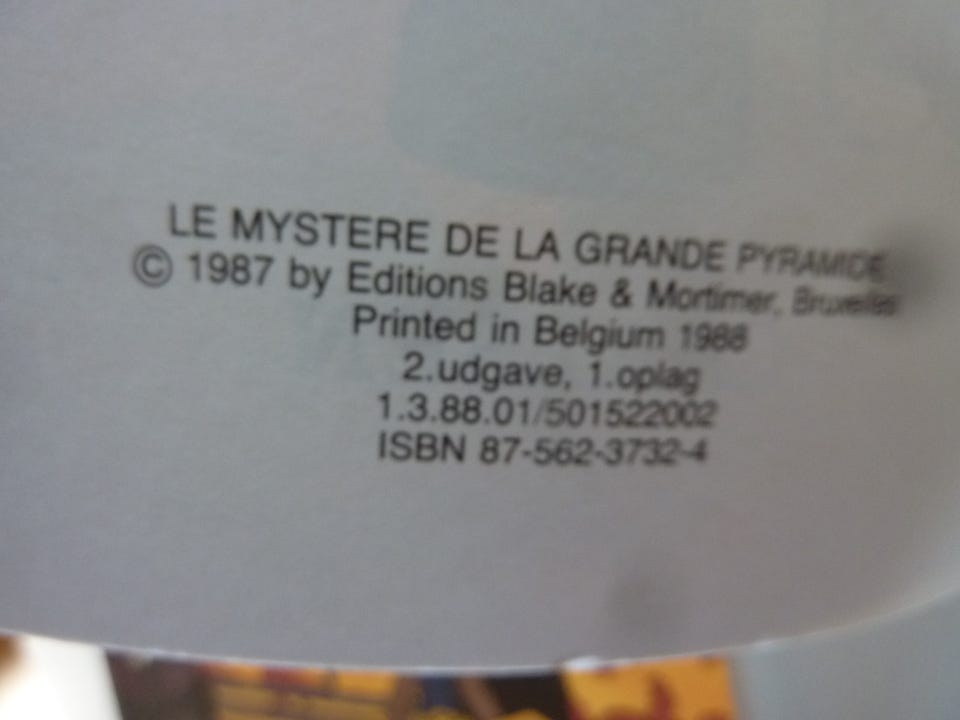 LE MYSTERE DE LA GRANDE PYRAMIDE
© 1987 by Editions Blake & Mortimer, Bruxelles
Printed in Belgium 1988
2.udgave, 1.oplag
1.3.88.01/501522002
ISBN 87-562-3732-4